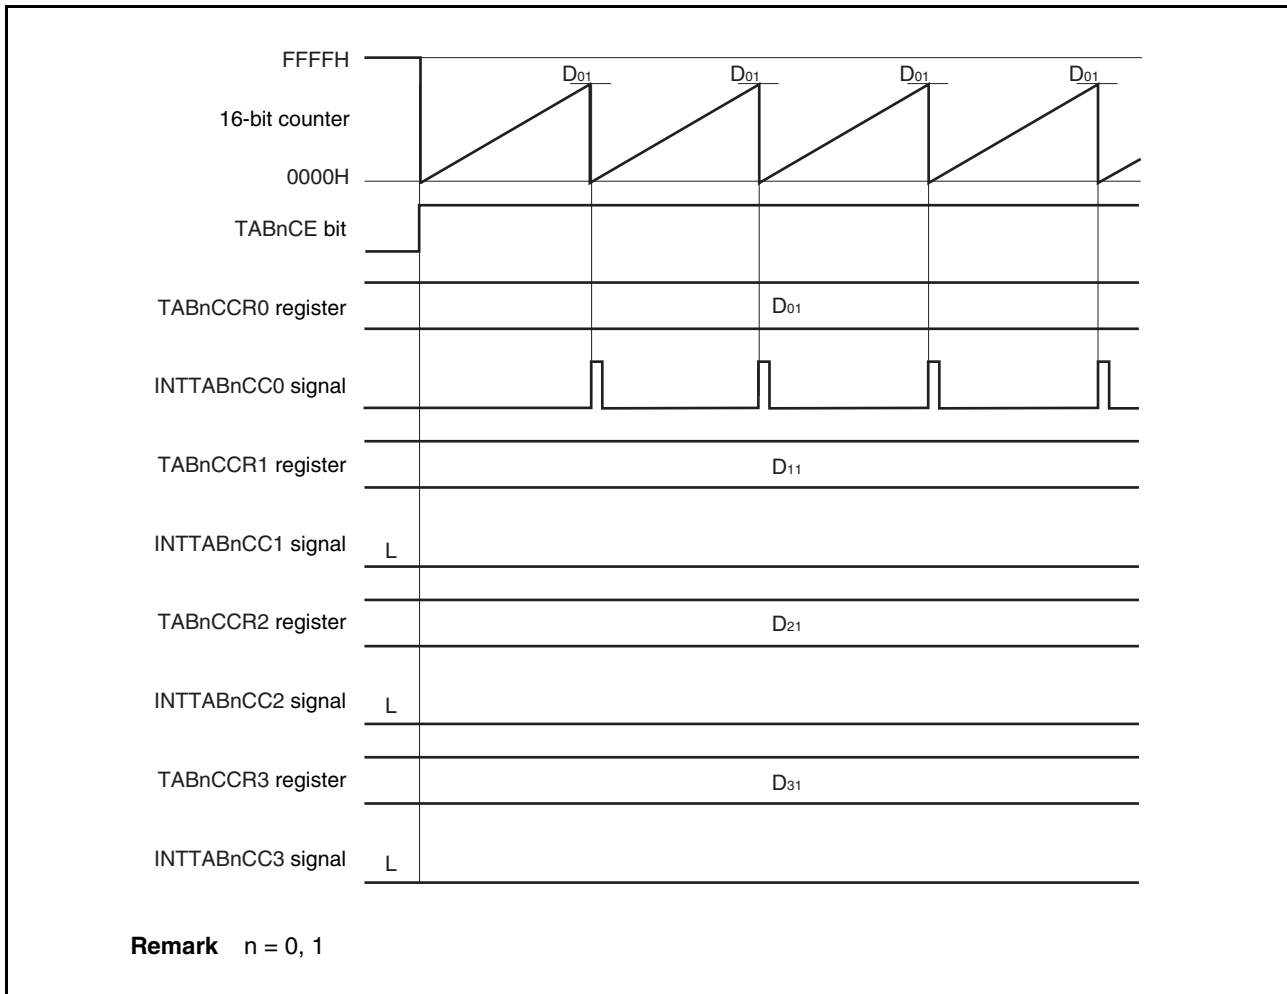 FFFFH
D01 D01 D01 D01
16-bit counter
0000H
TABnCE bit
TABnCCR0 register D01
INTTABnCC0 signal
TABnCCR1 register D11
INTTABnCC1 signal L
TABnCCR2 register D21
INTTABnCC2 signal L
TABnCCR3 register D31
INTTABnCC3 signal L
Remark n = 0, 1